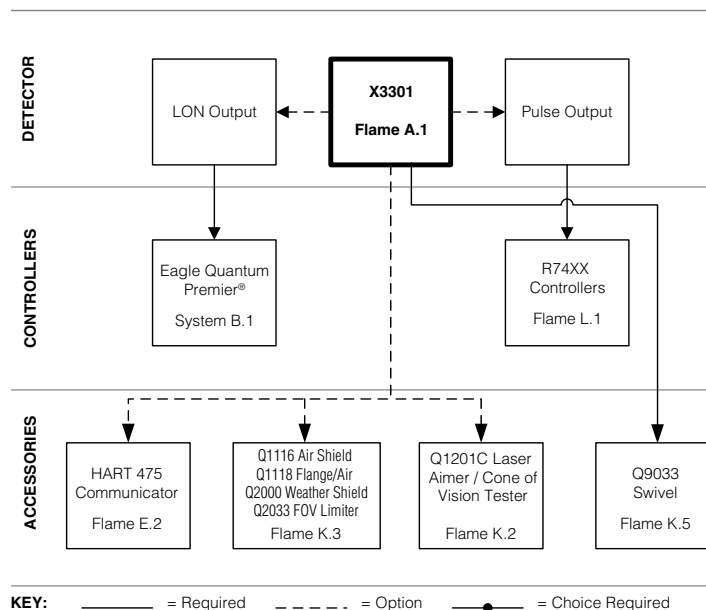 DETECTOR
LON Output
X3301
Flame A.1
Pulse Output
CONTROLLERS
Eagle Quantum
Premier®
System B.1
R74XX
Controllers
Flame L.1
ACCESSORIES
HART 475
Communicator
Flame E.2
Q1116 Air Shield
Q1118 Flange/Air
Q2000 Weather Shield
Q2033 FOV Limiter
Flame K.3
Q1201C Laser
Aimer / Cone of
Vision Tester
Flame K.2
Q9033
Swivel
Flame K.5
KEY: = Required = Option = Choice Required